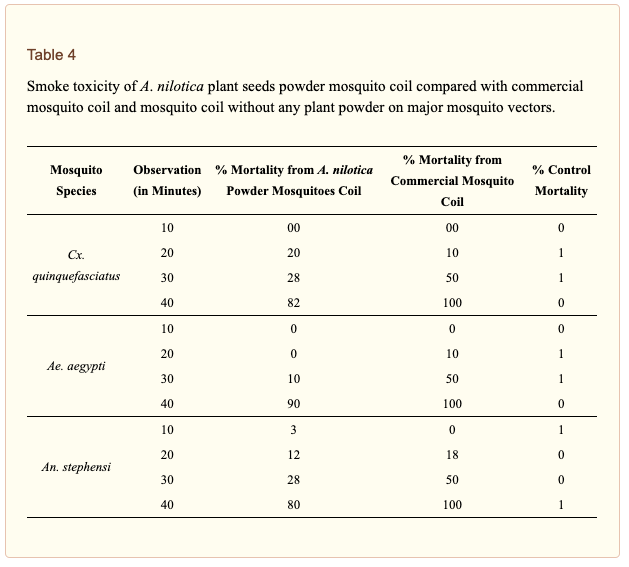 Table 4
Smoke toxicity of A. nilotica plant seeds powder mosquito coil compared with commercial
mosquito coil and mosquito coil without any plant powder on major mosquito vectors.
Mosquito Species Observation (in Minutes) % Mortality from A. nilotica Powder Mosquitoes Coil % Mortality from Commercial Mosquito Coil % Control Mortality
Cx. quinquefasciatus
10 00 00 0
20 20 10 1
30 28 50 1
40 82 100 0
Ae. aegypti
10 0 0 0
20 0 10 1
30 10 50 1
40 90 100 0
An. stephensi
10 3 0 1
20 12 18 0
30 28 50 0
40 80 100 1